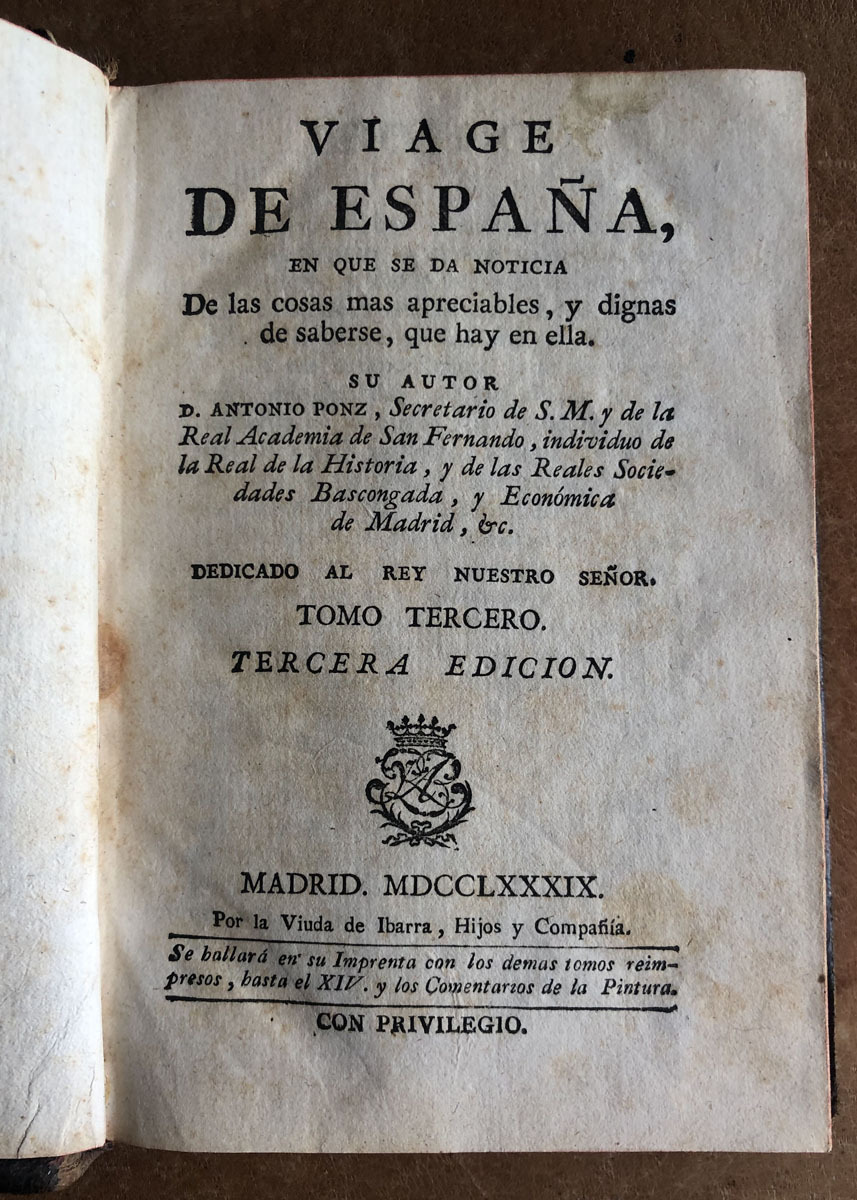 VIAGE
DE ESPAÑA,
EN QUE SE DA NOTICIA
De las cosas mas apreciables, y dignas
de saberse, que hay en ella.
SU AUTOR
D. ANTONIO PONZ, Secretario de S. M. y de la
Real Academia de San Fernando, individuo de
la Real de la Historia, y de las Reales Socie-
dades Bascongada, y Económica
de Madrid, &c.
DEDICADO AL REY NUESTRO SEÑOR.
TOMO TERCERO.
TERCERA EDICION.
MADRID. MDCCLXXXIX.
Por la Viuda de Ibarra, Hijos y Compañía.
Se hallará en su Imprenta con los demas tomos reim-
presos, hasta el XIV. y los Comentarios de la Pintura.
CON PRIVILEGIO.